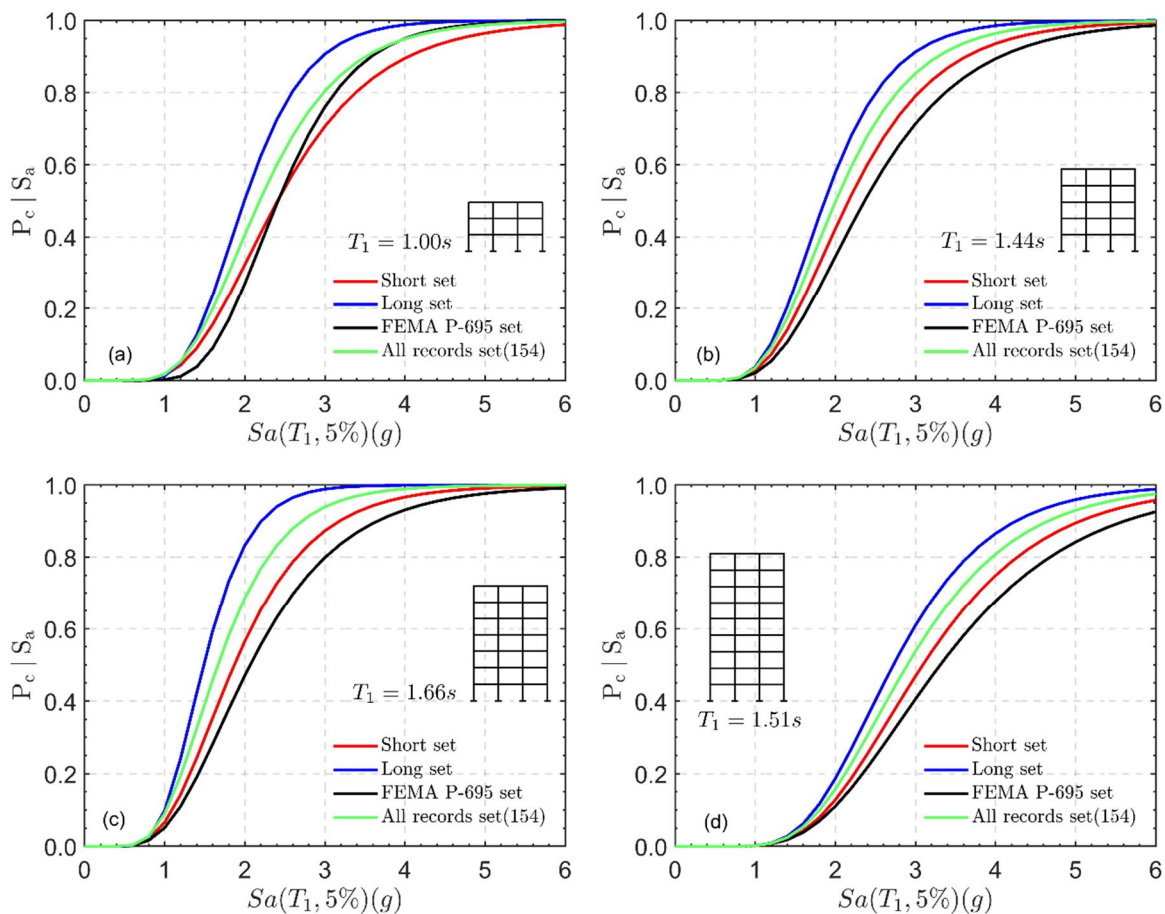 1.0
0.8
0.6
0.4
0.2
0.0
P_c | S_a
T_1 = 1.00s
Short set
Long set
FEMA P-695 set
All records set(154)
(a)
0 1 2 3 4 5 6
Sa(T_1, 5%)(g)
1.0
0.8
0.6
0.4
0.2
0.0
P_c | S_a
T_1 = 1.44s
Short set
Long set
FEMA P-695 set
All records set(154)
(b)
0 1 2 3 4 5 6
Sa(T_1, 5%)(g)
1.0
0.8
0.6
0.4
0.2
0.0
P_c | S_a
T_1 = 1.66s
Short set
Long set
FEMA P-695 set
All records set(154)
(c)
0 1 2 3 4 5 6
Sa(T_1, 5%)(g)
1.0
0.8
0.6
0.4
0.2
0.0
P_c | S_a
T_1 = 1.51s
Short set
Long set
FEMA P-695 set
All records set(154)
(d)
0 1 2 3 4 5 6
Sa(T_1, 5%)(g)